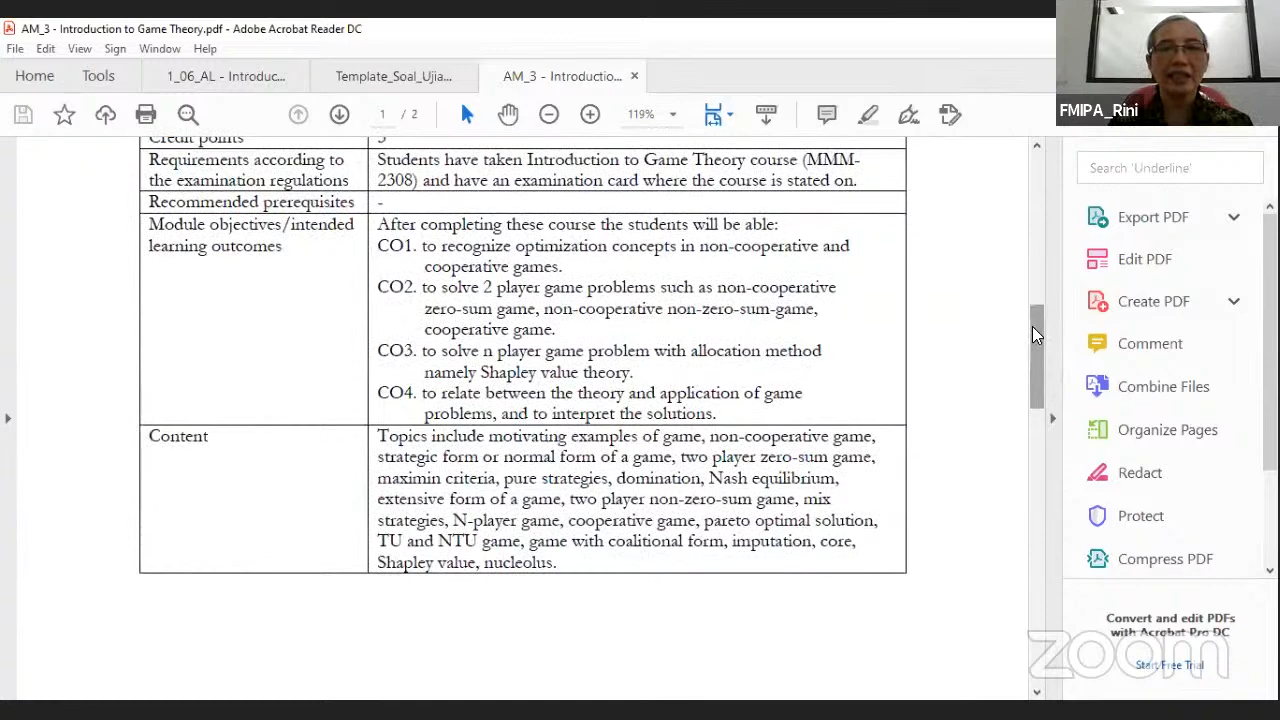 AM_3 - Introduction to Game Theory.pdf - Adobe Acrobat Reader DC
File Edit View Sign Window Help
Home Tools 1_06_AL - Introduc... Template_Soal_Ujia... AM_3 - Introductio... ×
1 / 2 119%
FMIPA_Rini
Credit points 3
Requirements according to
the examination regulations
Students have taken Introduction to Game Theory course (MMM-
2308) and have an examination card where the course is stated on.
Recommended prerequisites -
Module objectives/intended
learning outcomes
After completing these course the students will be able:
CO1. to recognize optimization concepts in non-cooperative and
cooperative games.
CO2. to solve 2 player game problems such as non-cooperative
zero-sum game, non-cooperative non-zero-sum-game,
cooperative game.
CO3. to solve n player game problem with allocation method
namely Shapley value theory.
CO4. to relate between the theory and application of game
problems, and to interpret the solutions.
Content
Topics include motivating examples of game, non-cooperative game,
strategic form or normal form of a game, two player zero-sum game,
maximin criteria, pure strategies, domination, Nash equilibrium,
extensive form of a game, two player non-zero-sum game, mix
strategies, N-player game, cooperative game, pareto optimal solution,
TU and NTU game, game with coalitional form, imputation, core,
Shapley value, nucleolus.
Search 'Underline'
Export PDF
Edit PDF
Create PDF
Comment
Combine Files
Organize Pages
Redact
Protect
Compress PDF
Convert and edit PDFs
with Acrobat Pro DC
Start Free Trial
zoom